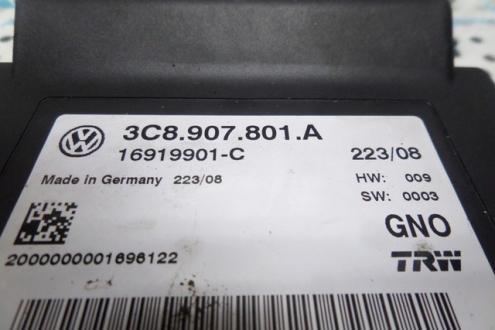 3C8.907.801.A
16919901-C 223/08
Made in Germany 223/08 HW: 009
SW: 0003
GNO
2000000001696122
TRW